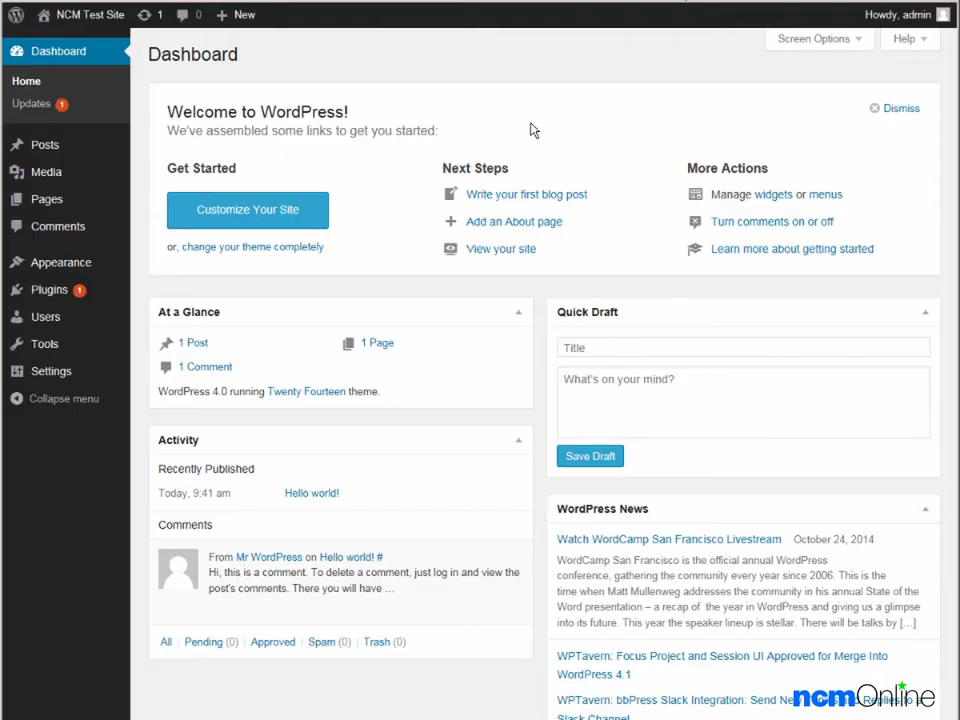 NCM Test Site 1 0 + New Howdy, admin
Screen Options Help
Dashboard
Home
Updates 1
Posts
Media
Pages
Comments
Appearance
Plugins 1
Users
Tools
Settings
Collapse menu
Dashboard
Welcome to WordPress!
Dismiss
We've assembled some links to get you started:
Get Started
Customize Your Site
or, change your theme completely
Next Steps
Write your first blog post
Add an About page
View your site
More Actions
Manage widgets or menus
Turn comments on or off
Learn more about getting started
At a Glance
1 Post 1 Page
1 Comment
WordPress 4.0 running Twenty Fourteen theme.
Activity
Recently Published
Today, 9:41 am Hello world!
Comments
From Mr WordPress on Hello world! #
Hi, this is a comment. To delete a comment, just log in and view the
post's comments. There you will have …
All | Pending (0) | Approved | Spam (0) | Trash (0)
Quick Draft
Title
What's on your mind?
Save Draft
WordPress News
Watch WordCamp San Francisco Livestream October 24, 2014
WordCamp San Francisco is the official annual WordPress
conference, gathering the community every year since 2006. This is the
time when Matt Mullenweg addresses the community in his annual State of the
Word presentation – a recap of the year in WordPress and giving us a glimpse
into its future. This year the speaker lineup is stellar. There will be talks by [...]
WPTavern: Focus Project and Session UI Approved for Merge Into
WordPress 4.1
WPTavern: bbPress Slack Integration: Send New to a
Slack Channel
ncmOnline